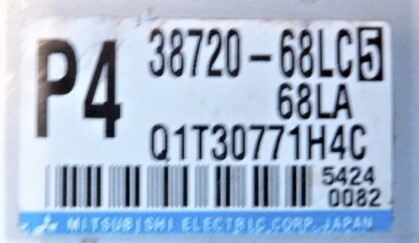 P4
38720-68LC5
68LA
Q1T30771H4C
5424
0082
MITSUBISHI ELECTRIC CORP. JAPAN